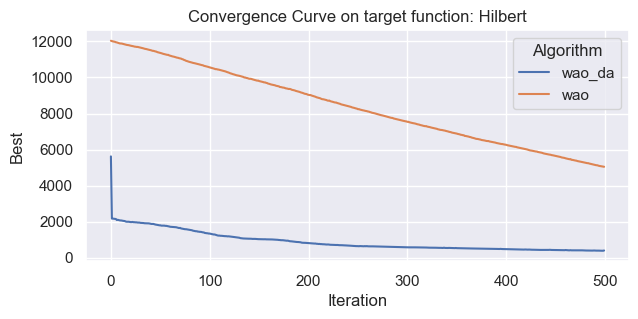 Convergence Curve on target function: Hilbert
Algorithm
wao_da
wao
Best
12000
10000
8000
6000
4000
2000
0
0 100 200 300 400 500
Iteration